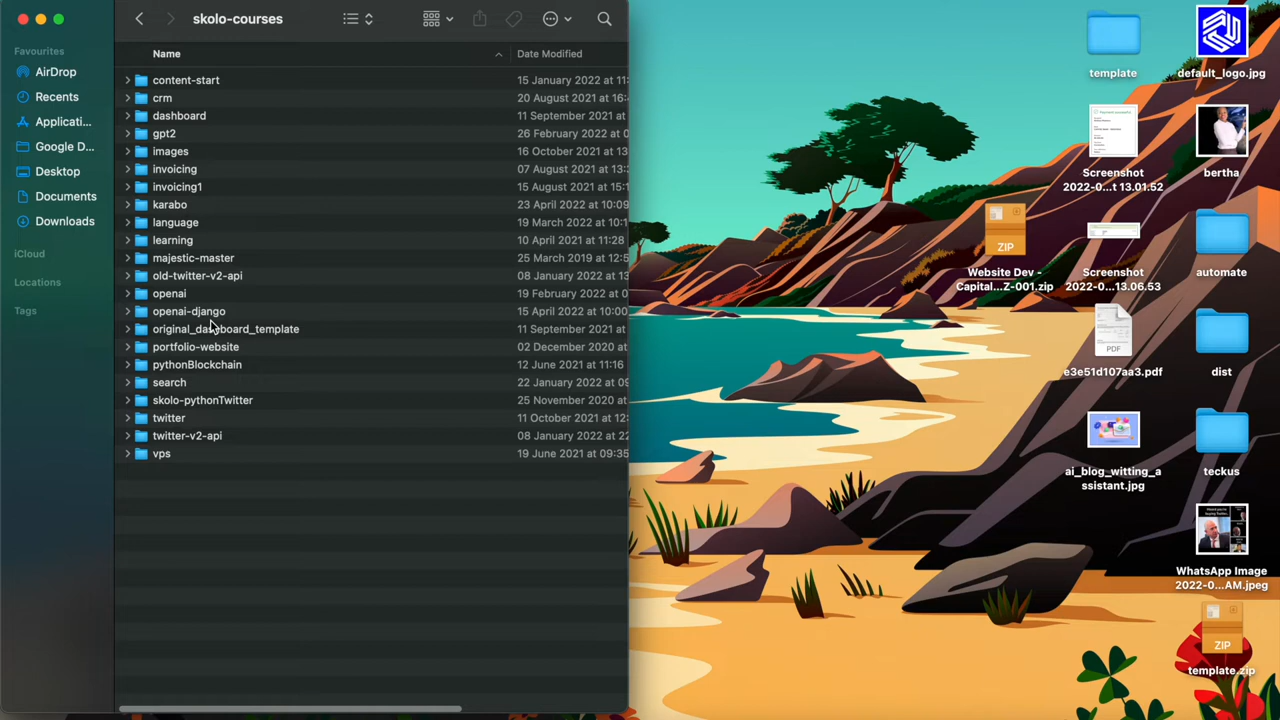 skolo-courses
Favourites
AirDrop
Recents
Applicati...
Google D...
Desktop
Documents
Downloads
iCloud
Locations
Tags
Name
Date Modified
content-start 15 January 2022 at 11:
crm 20 August 2021 at 16:
dashboard 11 September 2021 at
gpt2 26 February 2022 at 0
images 16 October 2021 at 11:
invoicing 07 August 2021 at 09:
invoicing1 15 August 2021 at 15:1
karabo 23 April 2022 at 10:09
language 19 March 2022 at 10:1
learning 10 April 2021 at 11:28
majestic-master 25 March 2019 at 15:51
old-twitter-v2-api 08 January 2022 at 13
openai 19 February 2022 at 0
openai-django 15 April 2022 at 10:00
original_dashboard_template 11 September 2021 at
portfolio-website 02 December 2020 at
pythonBlockchain 12 June 2021 at 11:16
search 22 January 2022 at 09
skolo-pythonTwitter 25 November 2020 at
twitter 11 October 2021 at 12:
twitter-v2-api 08 January 2022 at 22
vps 19 June 2021 at 09:35
template
default_logo.jpg
Screenshot
2022-0...t 13.01.52
bertha
ZIP
Website Dev -
Capital...Z-001.zip
Screenshot
2022-0...t 13.06.53
automate
PDF
e3e51d107aa3.pdf
dist
ai_blog_witting_a
ssistant.jpg
teckus
WhatsApp Image
2022-0...AM.jpeg
ZIP
template.zip